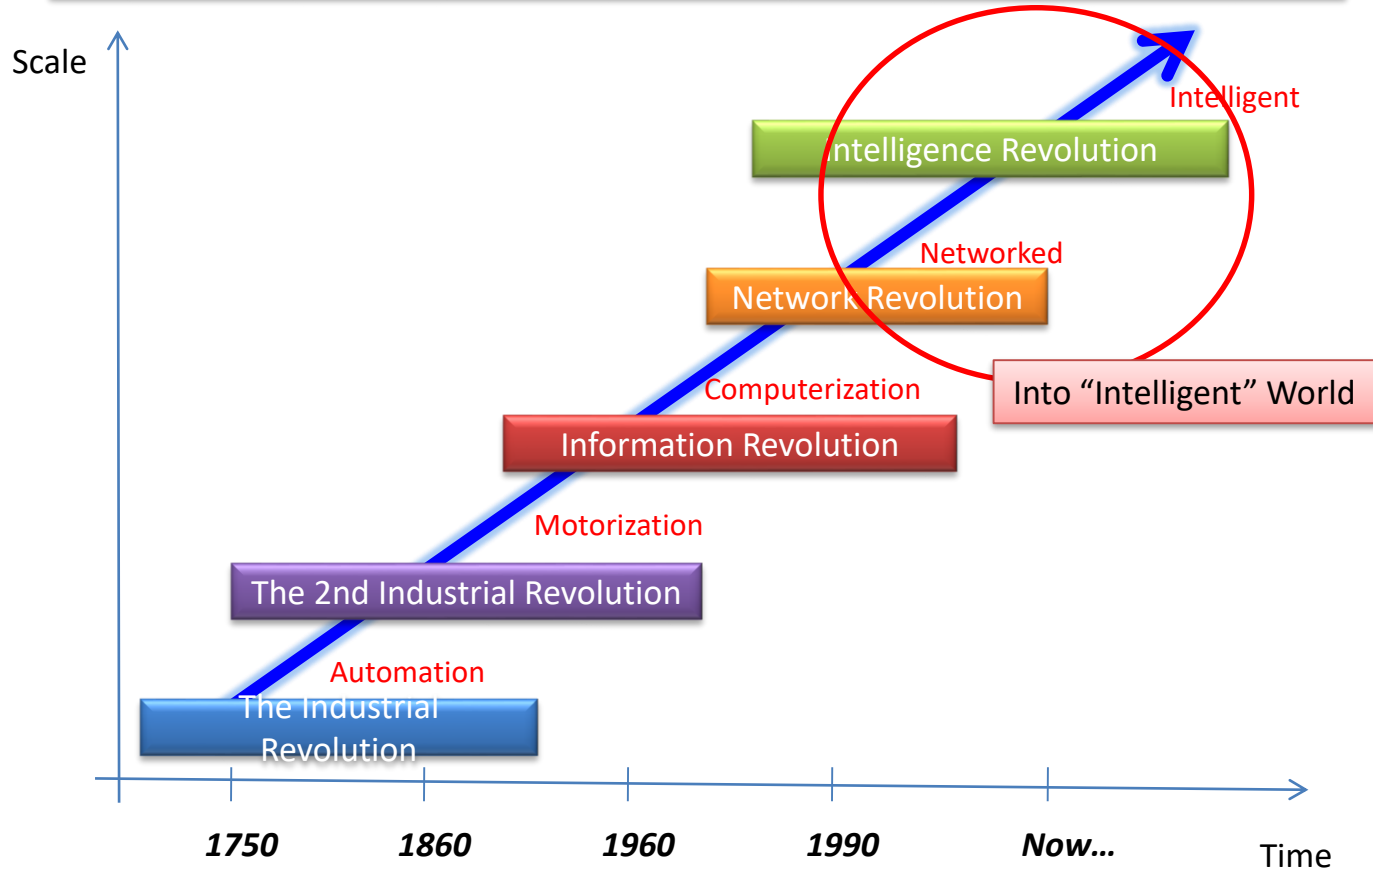 Scale
Intelligent
Intelligence Revolution
Networked
Network Revolution
Computerization
Into “Intelligent” World
Information Revolution
Motorization
The 2nd Industrial Revolution
Automation
The Industrial
Revolution
1750 1860 1960 1990 Now... Time